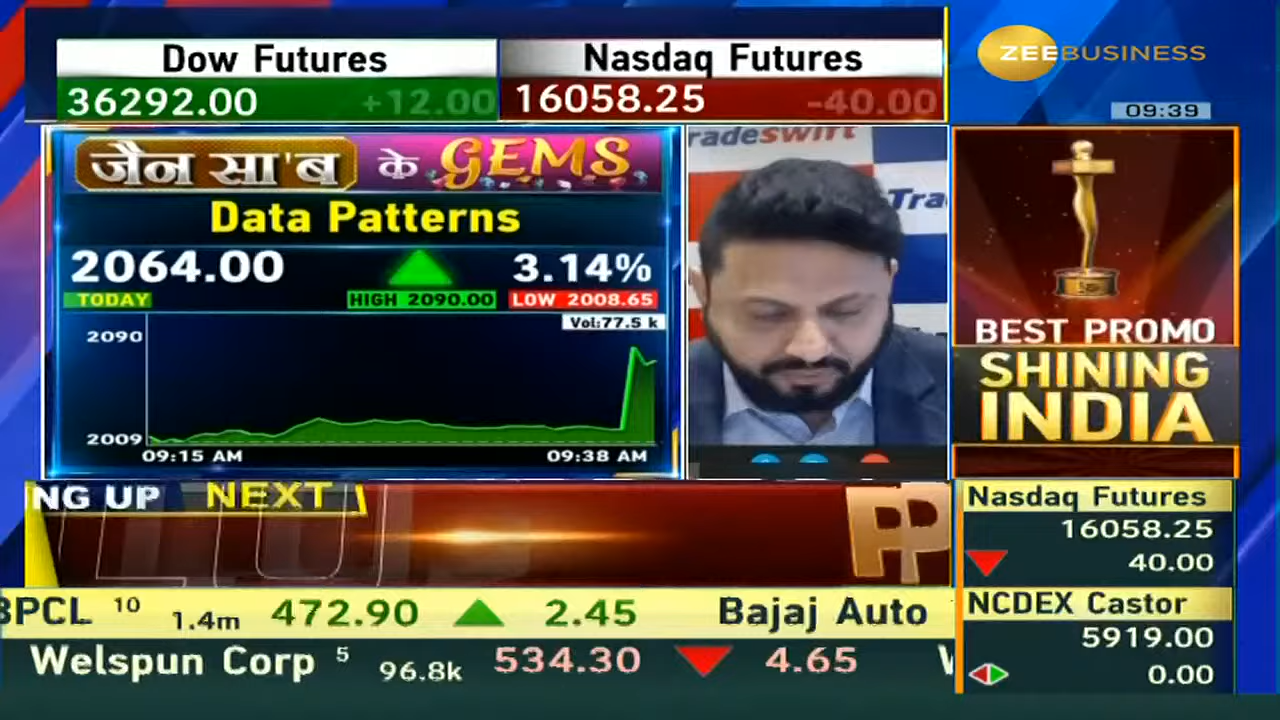 Dow Futures
36292.00 +12.00
Nasdaq Futures
16058.25 -40.00
ZEEBUSINESS
09:39
जैन सा'ब के GEMS
Data Patterns
2064.00 3.14%
TODAY HIGH 2090.00 LOW 2008.65
Vol:77.5 k
2090
2009
09:15 AM 09:38 AM
tradeswift
BEST PROMO
SHINING
INDIA
NG UP NEXT
Nasdaq Futures
16058.25
40.00
NCDEX Castor
5919.00
0.00
BPCL 10 1.4m 472.90 2.45 Bajaj Auto
Welspun Corp 5 96.8k 534.30 4.65